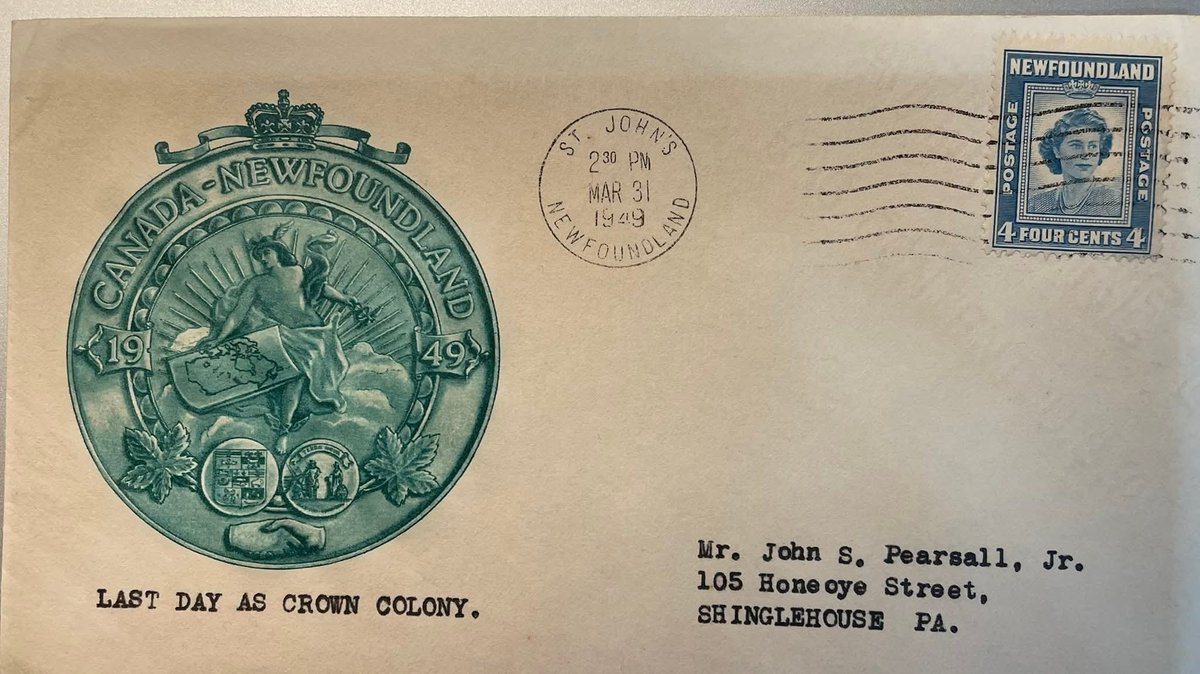 CANADA - NEWFOUNDLAND
19 49
LAST DAY AS CROWN COLONY.
ST. JOHN'S
2 30 PM
MAR 31
1949
NEWFOUNDLAND
NEWFOUNDLAND
POSTAGE
POSTAGE
4 FOUR CENTS 4
Mr. John S. Pearsall, Jr.
105 Honeoye Street,
SHINGLEHOUSE PA.